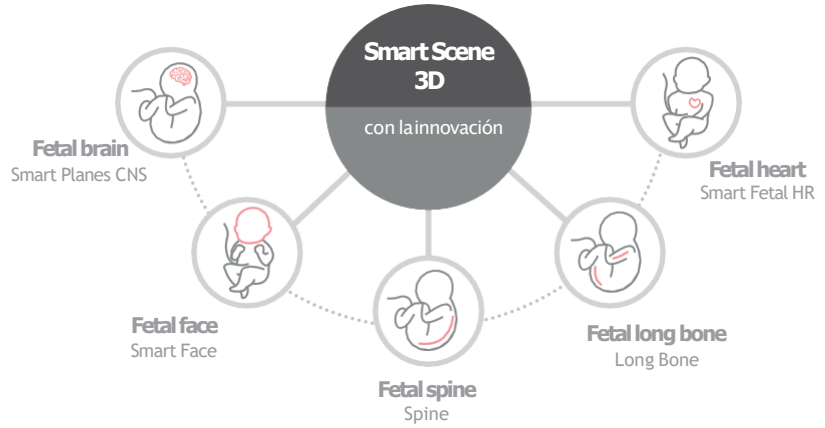 Smart Scene
3D
con la innovación
Fetal brain
Smart Planes CNS
Fetal heart
Smart Fetal HR
Fetal face
Smart Face
Fetal long bone
Long Bone
Fetal spine
Spine